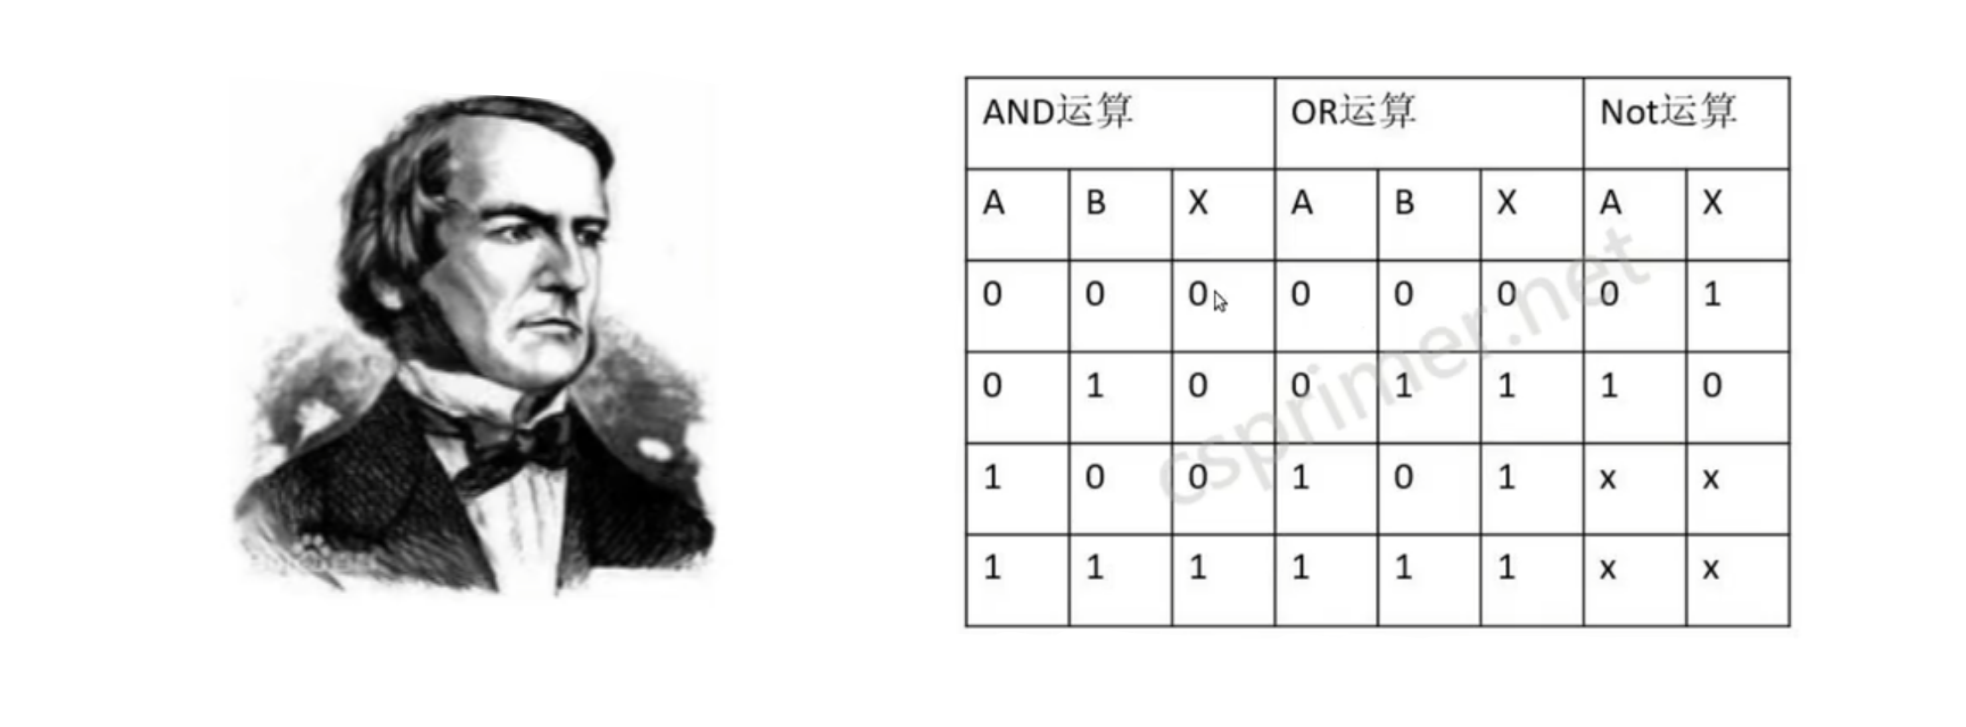 AND运算 OR运算 Not运算
A B X A B X A X
0 0 0 0 0 0 0 1
0 1 0 0 1 1 1 0
1 0 0 1 0 1 x x
1 1 1 1 1 1 x x
csprimer.net